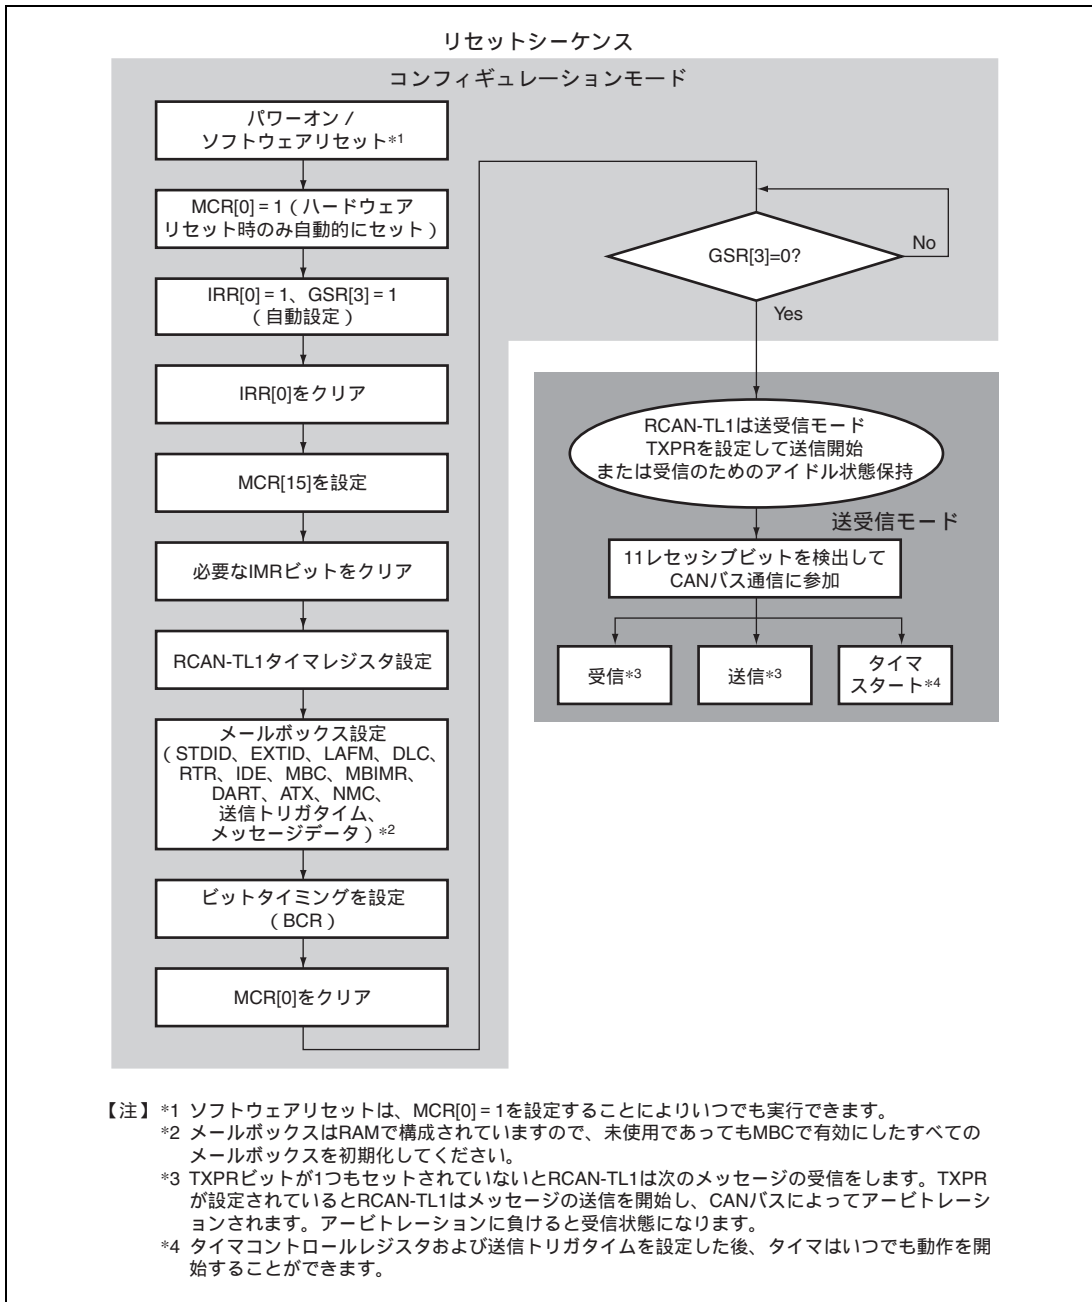 リセットシーケンス
コンフィギュレーションモード
パワーオン /
ソフトウェアリセット*1
MCR[0] = 1 ( ハードウェア
リセット時のみ自動的にセット )
IRR[0] = 1、GSR[3] = 1
( 自動設定 )
IRR[0]をクリア
MCR[15]を設定
必要なIMRビットをクリア
RCAN-TL1タイマレジスタ設定
メールボックス設定
( STDID、EXTID、LAFM、DLC、
RTR、IDE、MBC、MBIMR、
DART、ATX、NMC、
送信トリガタイム、
メッセージデータ ) *2
ビットタイミングを設定
( BCR )
MCR[0]をクリア
GSR[3]=0?
No
Yes
RCAN-TL1は送受信モード
TXPRを設定して送信開始
または受信のためのアイドル状態保持
送受信モード
11レセッシブビットを検出して
CANバス通信に参加
受信*3
送信*3
タイマ
スタート*4
【注】 *1 ソフトウェアリセットは、MCR[0] = 1を設定することによりいつでも実行できます。
*2 メールボックスはRAMで構成されていますので、未使用であってもMBCで有効にしたすべての
メールボックスを初期化してください。
*3 TXPRビットが1つもセットされていないとRCAN-TL1は次のメッセージの受信をします。TXPR
が設定されているとRCAN-TL1はメッセージの送信を開始し、CANバスによってアービトレーシ
ョンされます。アービトレーションに負けると受信状態になります。
*4 タイマコントロールレジスタおよび送信トリガタイムを設定した後、タイマはいつでも動作を開
始することができます。